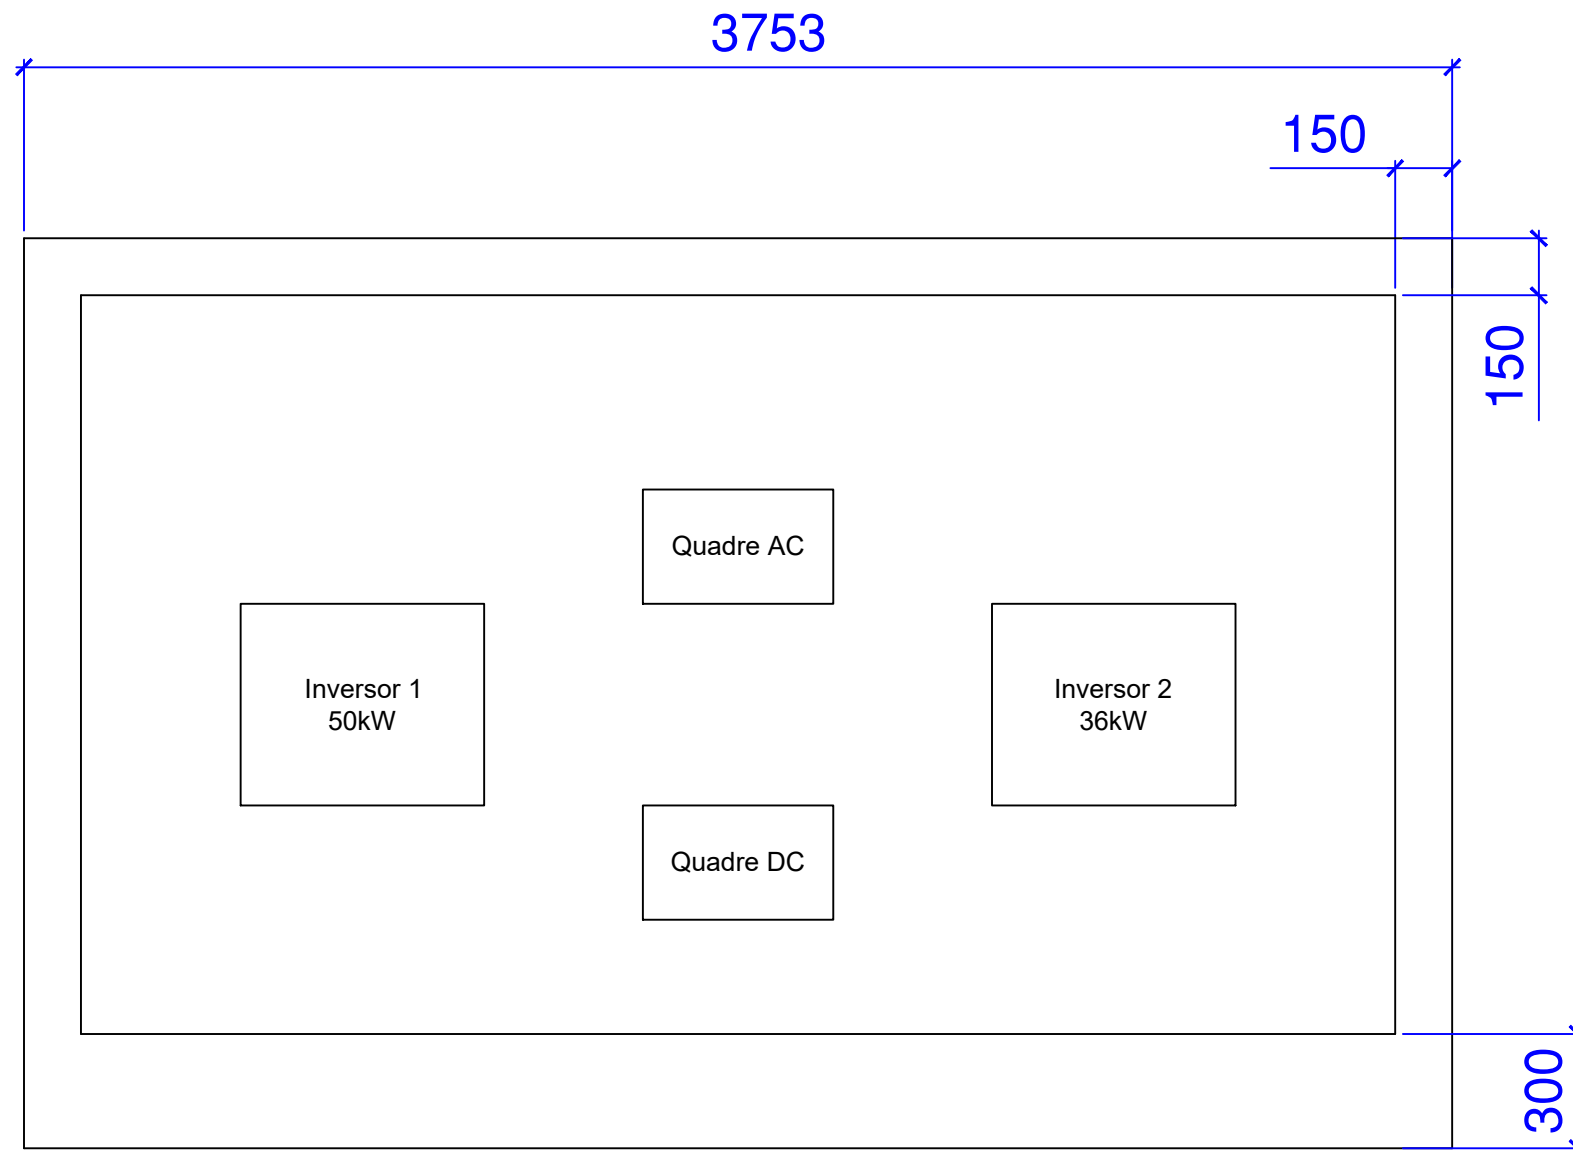 3753
150
150
Quadre AC
Inversor 1
50kW
Inversor 2
36kW
Quadre DC
300